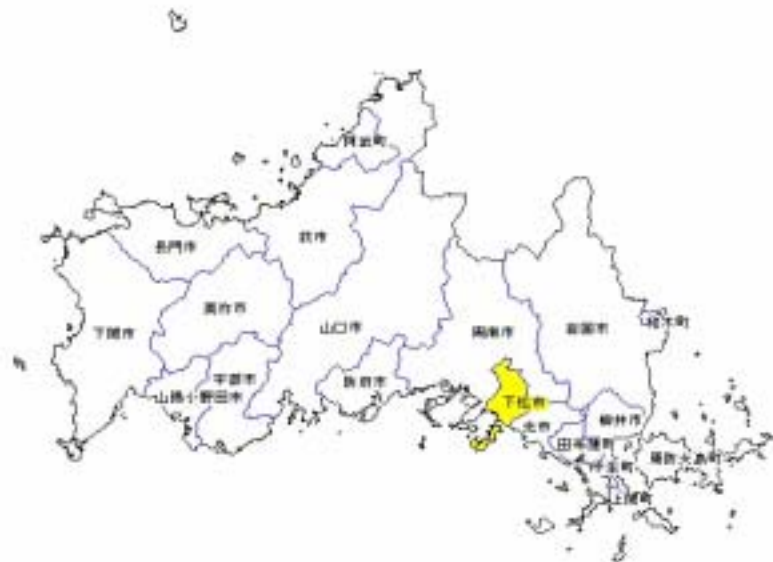 阿武町
長門市
萩市
美祢市
下関市
山口市
周南市
岩国市
和木町
宇部市
防府市
山陽小野田市
下松市
柳井市
光市
田布施町
平生町
周防大島町
上関町